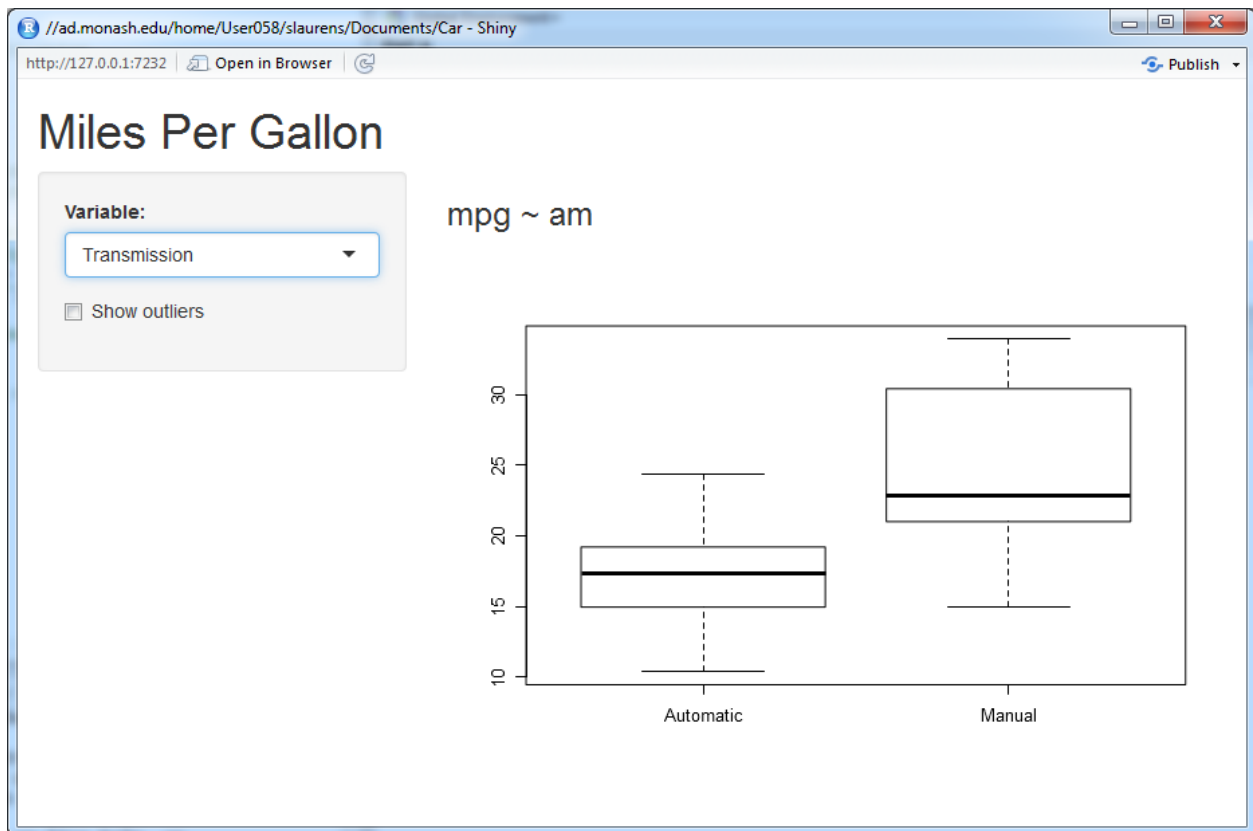 //ad.monash.edu/home/User058/slaurens/Documents/Car - Shiny
http://127.0.0.1:7232 Open in Browser Publish
Miles Per Gallon
Variable:
Transmission
Show outliers
mpg ~ am
30
25
20
15
10
Automatic Manual